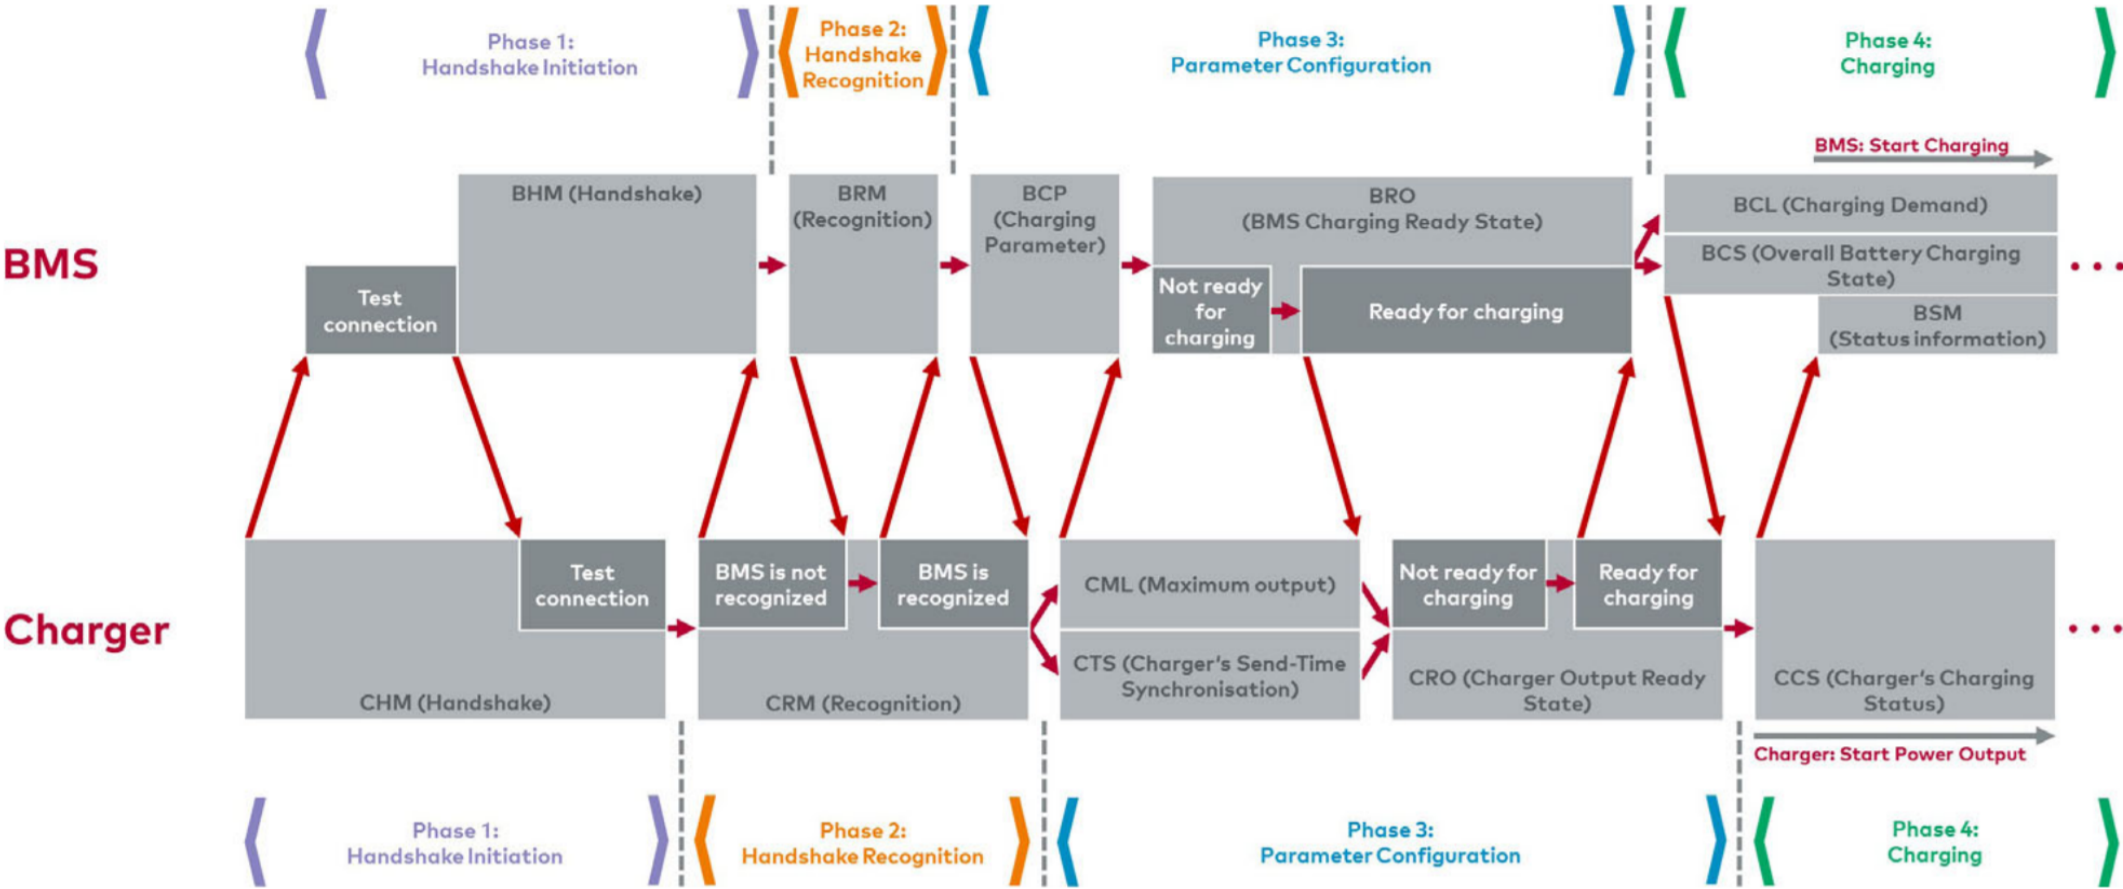 Phase 1:
Handshake Initiation
Phase 2:
Handshake
Recognition
Phase 3:
Parameter Configuration
Phase 4:
Charging
BMS: Start Charging
BMS
Test
connection
BHM (Handshake)
BRM
(Recognition)
BCP
(Charging
Parameter)
BRO
(BMS Charging Ready State)
Not ready
for
charging
Ready for charging
BCL (Charging Demand)
BCS (Overall Battery Charging
State)
BSM
(Status information)
Charger
CHM (Handshake)
Test
connection
BMS is not
recognized
BMS is
recognized
CRM (Recognition)
CML (Maximum output)
CTS (Charger's Send-Time
Synchronisation)
Not ready for
charging
Ready for
charging
CRO (Charger Output Ready
State)
CCS (Charger's Charging
Status)
Charger: Start Power Output
Phase 1:
Handshake Initiation
Phase 2:
Handshake Recognition
Phase 3:
Parameter Configuration
Phase 4:
Charging